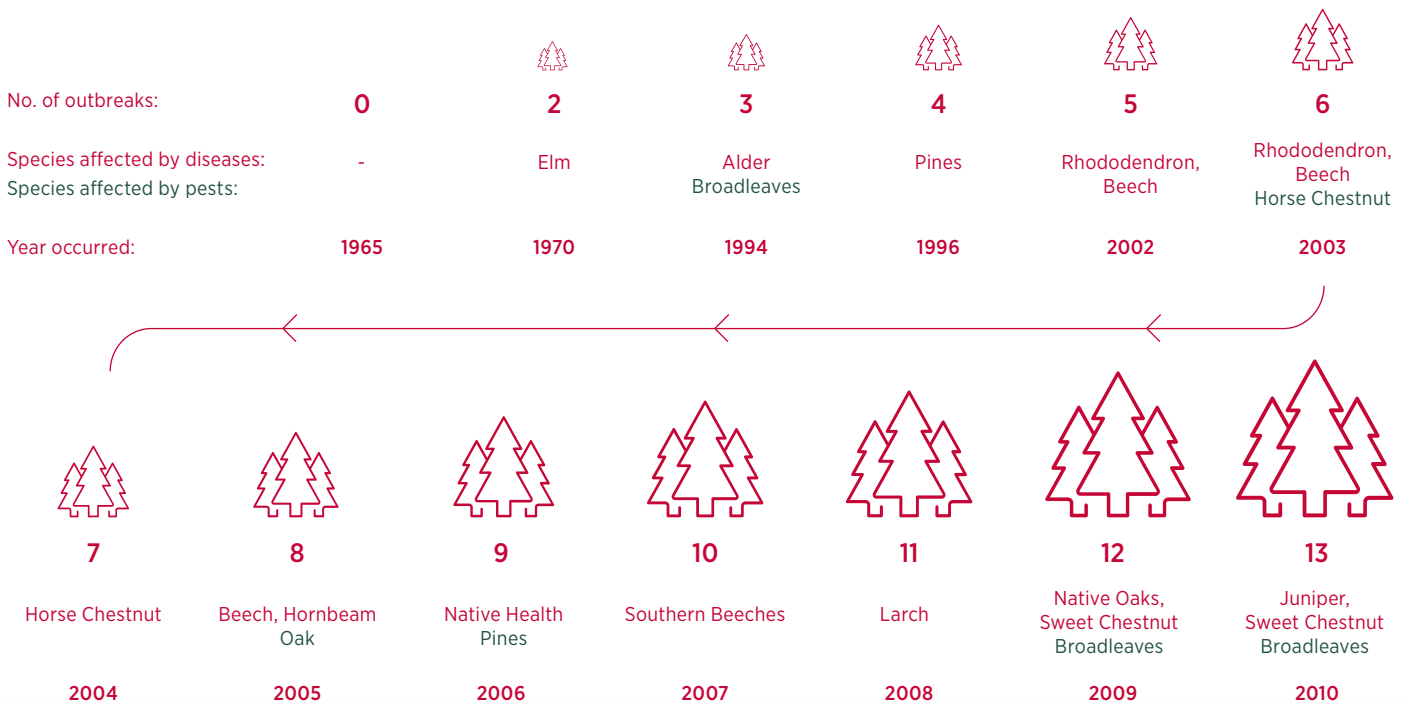 No. of outbreaks:
0
2
3
4
5
6
Species affected by diseases:
Species affected by pests:
-
Elm
Alder
Broadleaves
Pines
Rhododendron,
Beech
Rhododendron,
Beech
Horse Chestnut
Year occurred:
1965
1970
1994
1996
2002
2003
7
8
9
10
11
12
13
Horse Chestnut
Beech, Hornbeam
Oak
Native Health
Pines
Southern Beeches
Larch
Native Oaks,
Sweet Chestnut
Broadleaves
Juniper,
Sweet Chestnut
Broadleaves
2004
2005
2006
2007
2008
2009
2010